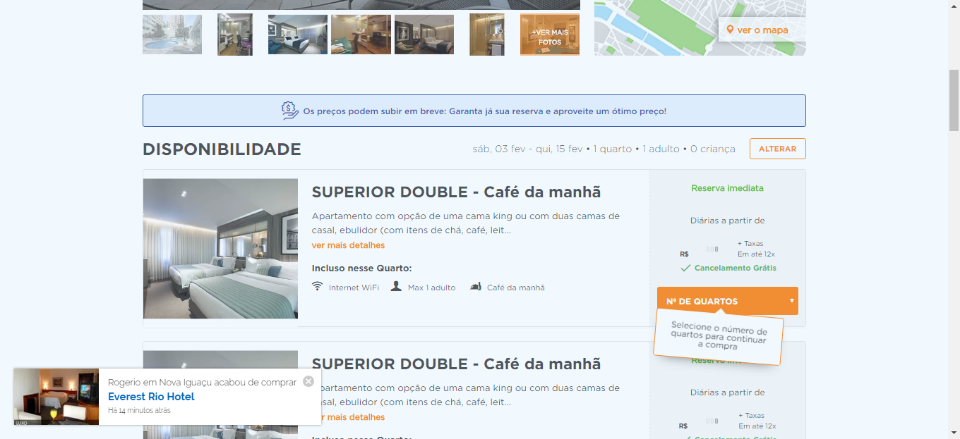 +VER MAIS
FOTOS
ver o mapa
Os preços podem subir em breve: Garanta já sua reserva e aproveite um ótimo preço!
DISPONIBILIDADE
sáb, 03 fev - qui, 15 fev • 1 quarto • 1 adulto • 0 criança
ALTERAR
SUPERIOR DOUBLE - Café da manhã
Apartamento com opção de uma cama king ou com duas camas de
casal, ebulidor (com itens de chá, café, leit...
ver mais detalhes
Incluso nesse Quarto:
Internet WiFi
Max 1 adulto
Café da manhã
Reserva imediata
Diárias a partir de
R$
+ Taxas
Em até 12x
Cancelamento Grátis
Nº DE QUARTOS
Selecione o número de
quartos para continuar
a compra
SUPERIOR DOUBLE - Café da manhã
Apartamento com opção de uma cama king ou com duas camas de
casal, ebulidor (com itens de chá, café, leit...
ver mais detalhes
Reserva
Diárias a partir de
R$
+ Taxas
Em até 12x
Cancelamento Grátis
Rogerio em Nova Iguaçu acabou de comprar
Everest Rio Hotel
Há 14 minutos atrás